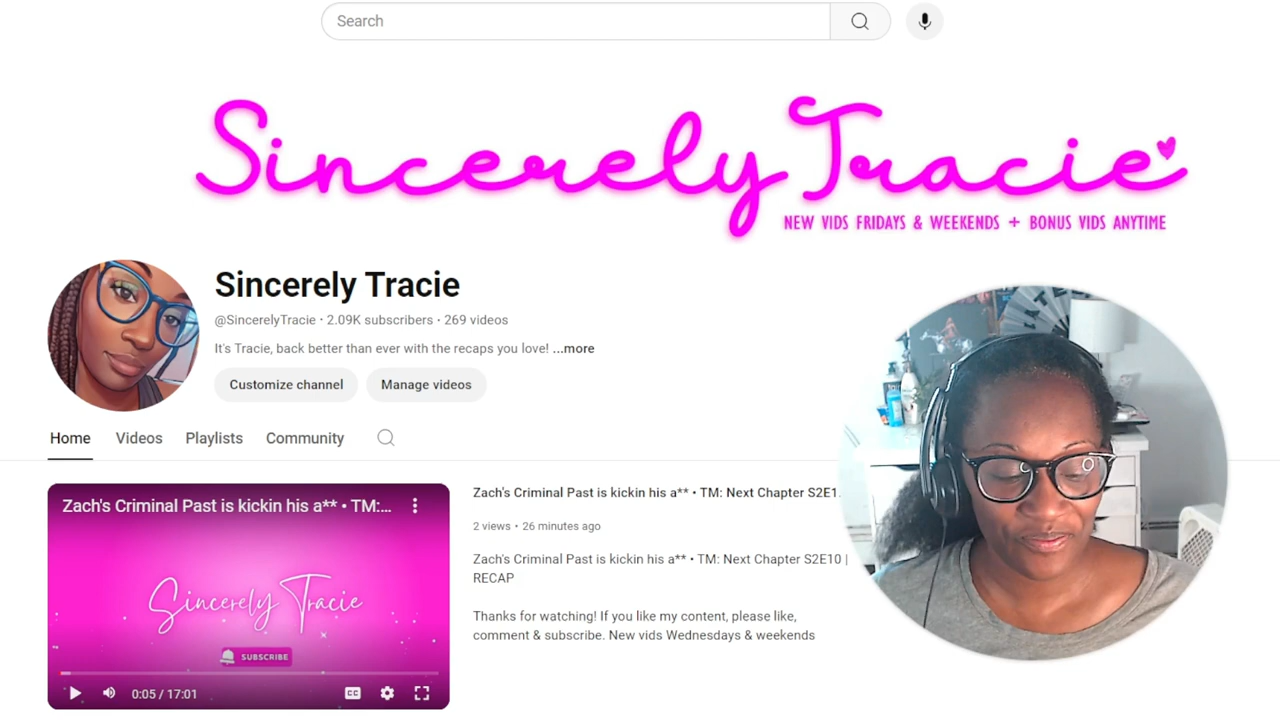 Search
Sincerely Tracie
NEW VIDS FRIDAYS & WEEKENDS + BONUS VIDS ANYTIME
Sincerely Tracie
@SincerelyTracie • 2.09K subscribers • 269 videos
It's Tracie, back better than ever with the recaps you love! ...more
Customize channel
Manage videos
Home
Videos
Playlists
Community
Zach's Criminal Past is kickin his a** • TM:...
Sincerely Tracie
SUBSCRIBE
0:05 / 17:01
CC
Zach's Criminal Past is kickin his a** • TM: Next Chapter S2E1
2 views • 26 minutes ago
Zach's Criminal Past is kickin his a** • TM: Next Chapter S2E10 |
RECAP
Thanks for watching! If you like my content, please like,
comment & subscribe. New vids Wednesdays & weekends